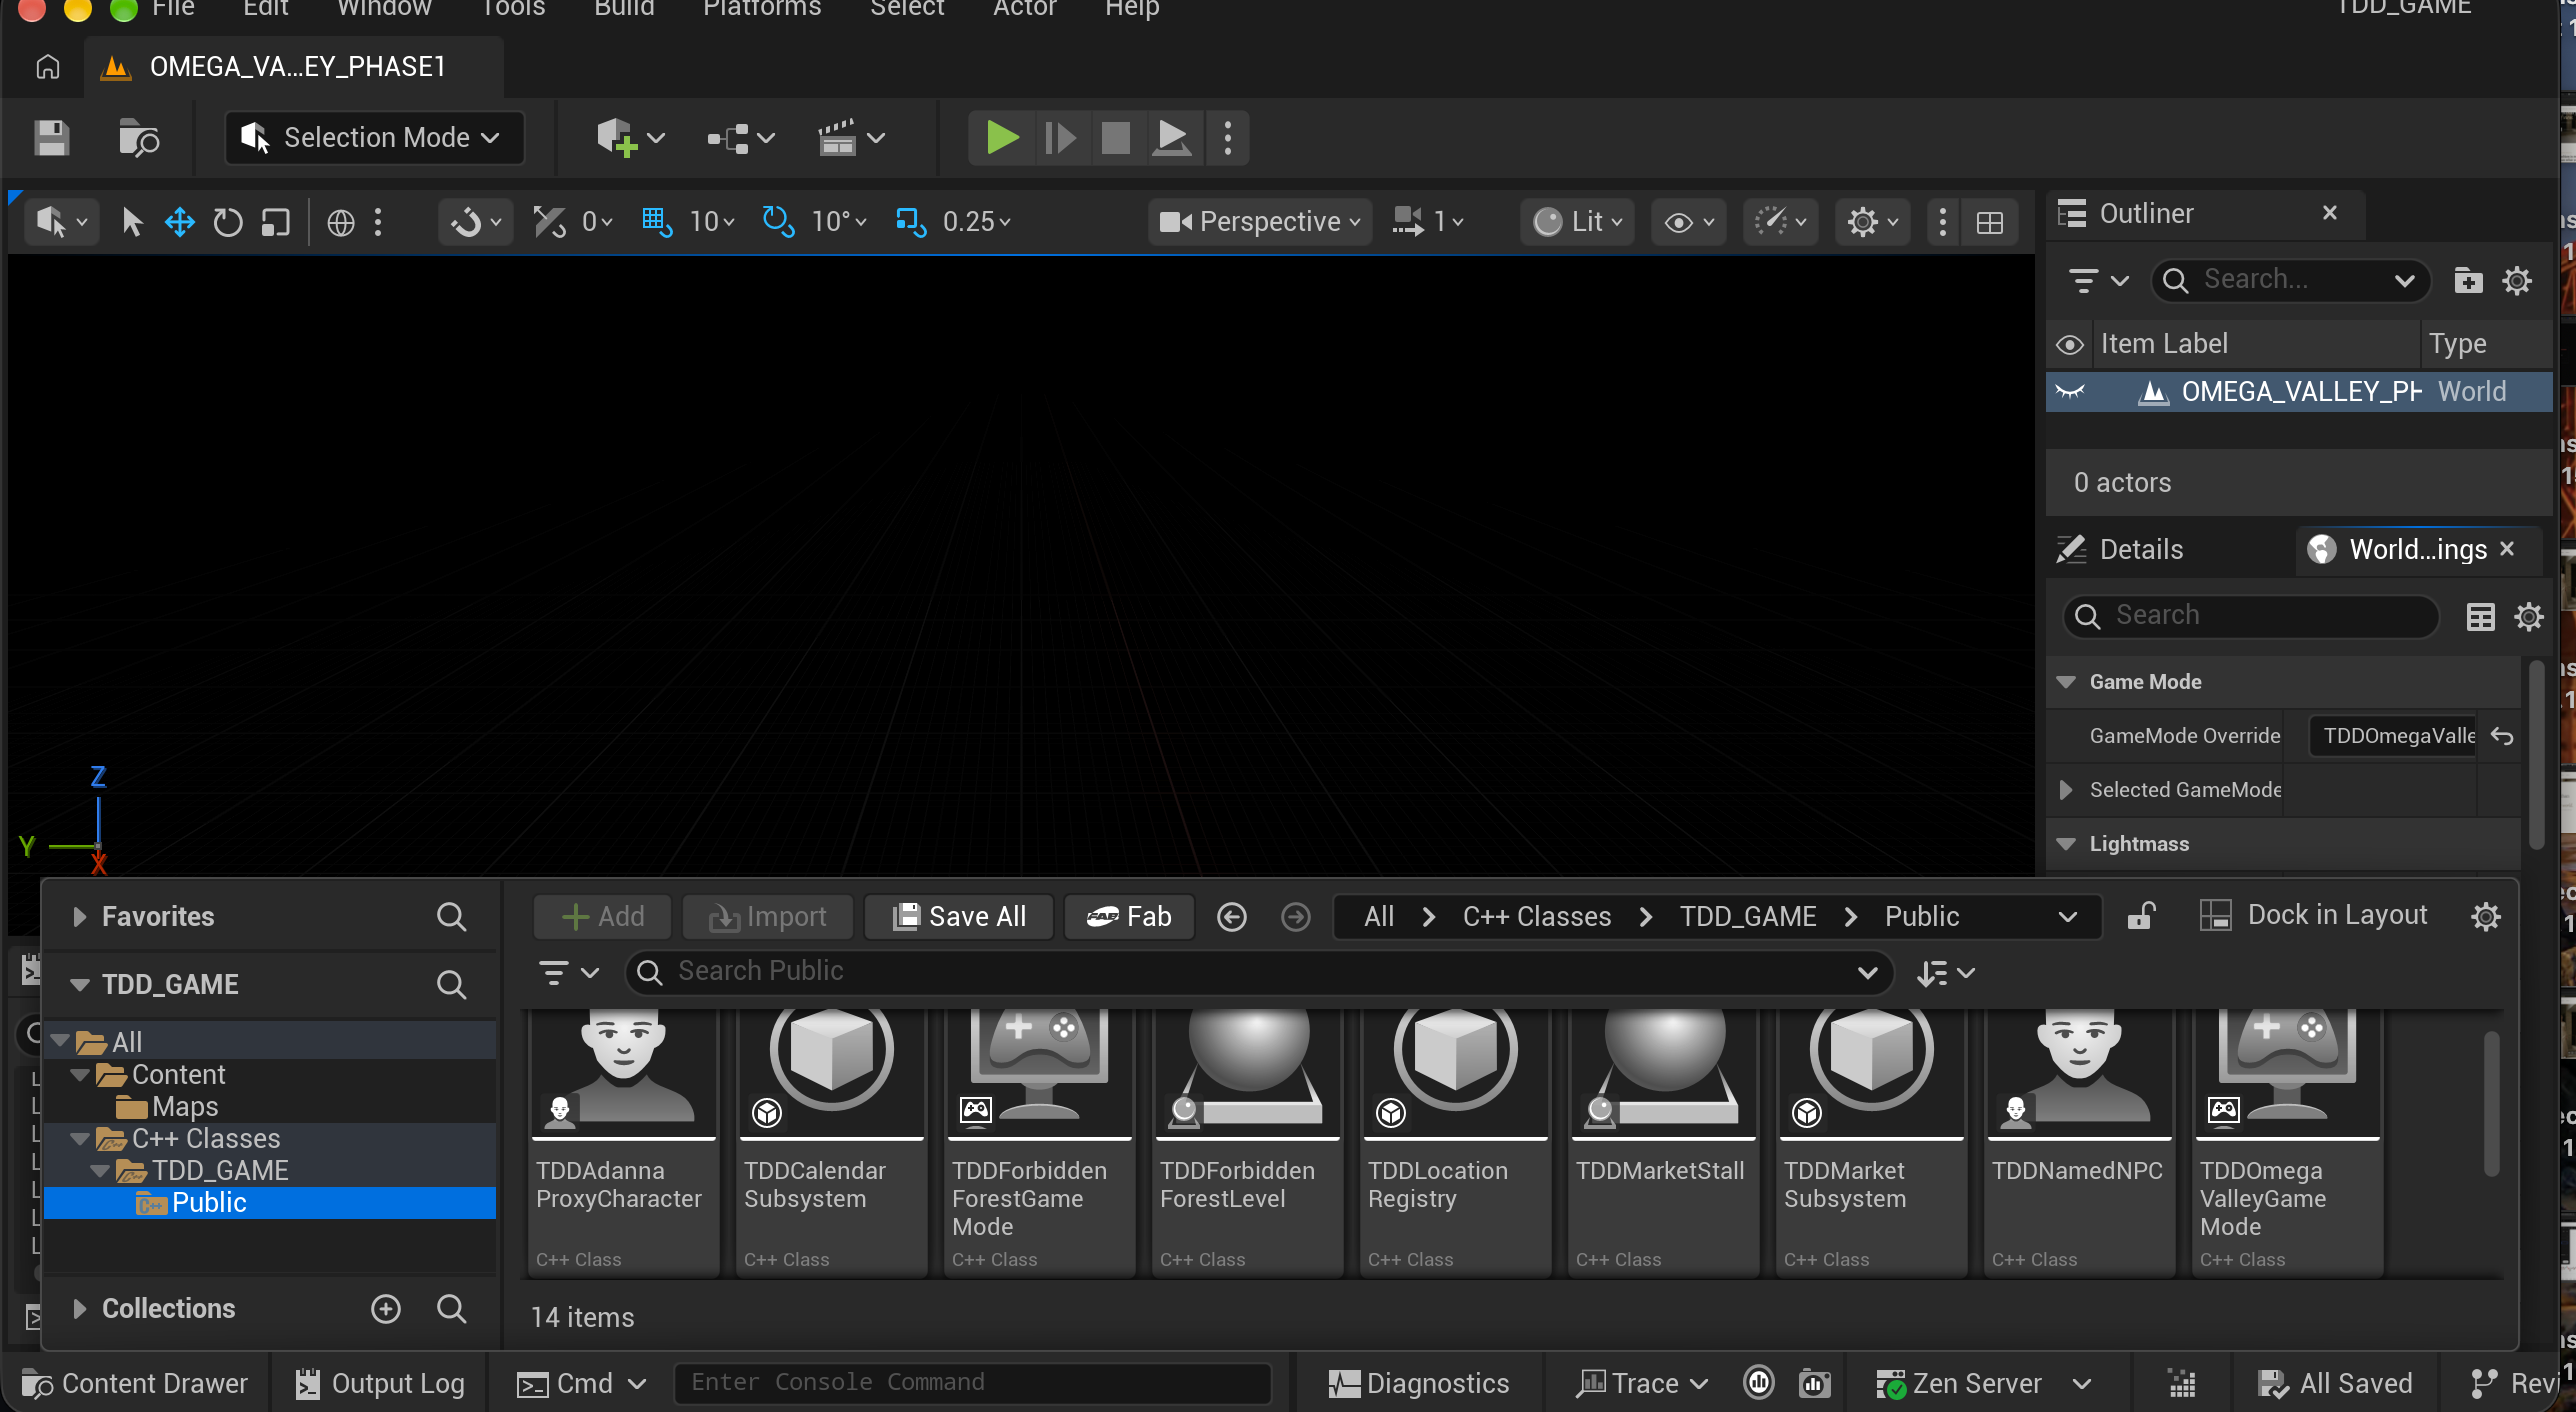 File Edit Window Tools Build Platforms Select Actor Help TDD_GAME
OMEGA_VA...EY_PHASE1
Selection Mode
0 10 10° 0.25 Perspective 1 Lit
Outliner
Search...
Item Label Type
OMEGA_VALLEY_PH World
0 actors
Details World...ings
Search
Game Mode
GameMode Override TDDOmegaValle
Selected GameMode
Lightmass
Z
Y
X
Favorites
TDD_GAME
All
Content
Maps
C++ Classes
TDD_GAME
Public
Collections
Add Import Save All Fab All > C++ Classes > TDD_GAME > Public Dock in Layout
Search Public
TDDAdanna
ProxyCharacter
C++ Class
TDDCalendar
Subsystem
C++ Class
TDDForbidden
ForestGame
Mode
C++ Class
TDDForbidden
ForestLevel
C++ Class
TDDLocation
Registry
C++ Class
TDDMarketStall
C++ Class
TDDMarket
Subsystem
C++ Class
TDDNamedNPC
C++ Class
TDDOmega
ValleyGame
Mode
C++ Class
14 items
Content Drawer Output Log Cmd Enter Console Command Diagnostics Trace Zen Server All Saved Revi